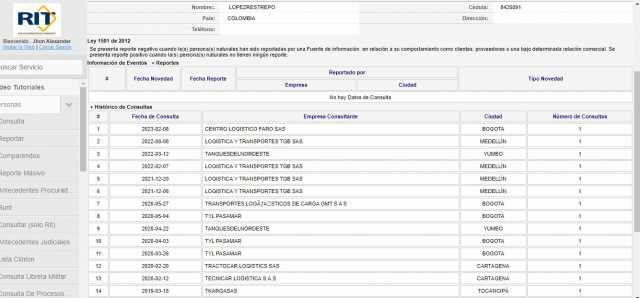 RIT
Bienvenido , Jhon Alexander
Visitar la Web | Cerrar Sesión
Buscar Servicio
Video Tutoriales
Personas
Consulta
Reportar
Comparendos
Reporte Masivo
Antecedentes Procurad
Runt
Consultar (solo Rit)
Antecedentes Judiciales
Lista Clinton
Consulta Libreta Militar
Consulta De Procesos
Nombre: LOPEZRESTREPO Cédula: 8425091
País: COLOMBIA Dirección:
Teléfono:
Ley 1581 de 2012
Se presenta reporte negativo cuando la(s) persona(s) naturales han sido reportadas por una Fuente de información, en relación a su comportamiento como clientes, proveedores o una bajo determinada relación comercial. Se
presenta reporte positivo cuando la(s) persona(s) naturales no tienen ningún reporte.
Información de Eventos - Reportes
# Fecha Novedad Fecha Reporte Reportado por Tipo Novedad
Empresa Ciudad
No hay Datos de Consulta
Histórico de Consultas
# Fecha de Consulta Empresa Consultante Ciudad Número de Consultas
1 2023-02-08 CENTRO LOGISTICO FARO SAS BOGOTA 1
2 2022-08-08 LOGISTICA Y TRANSPORTES TGB SAS MEDELLÍN 1
3 2022-03-12 TANQUESDELNORDESTE YUMBO 1
4 2022-02-07 LOGISTICA Y TRANSPORTES TGB SAS MEDELLÍN 1
5 2021-12-20 LOGISTICA Y TRANSPORTES TGB SAS MEDELLÍN 1
6 2021-12-06 LOGISTICA Y TRANSPORTES TGB SAS MEDELLÍN 1
7 2020-05-27 TRANSPORTES LOGÃ­STICOS DE CARGA GMT S A S BOGOTA 1
8 2020-05-04 TYL PASAMAR BOGOTA 1
9 2020-04-22 TANQUESDELNORDESTE YUMBO 1
10 2020-04-03 TYL PASAMAR BOGOTA 1
11 2020-03-26 TYL PASAMAR BOGOTA 1
12 2020-02-20 TRACTOCAR LOGISTICS SAS CARTAGENA 1
13 2020-02-12 TECNICAR LOGISTICA S.A.S CARTAGENA 1
14 2019-03-18 TKARGASAS TOCANCIPÁ 1